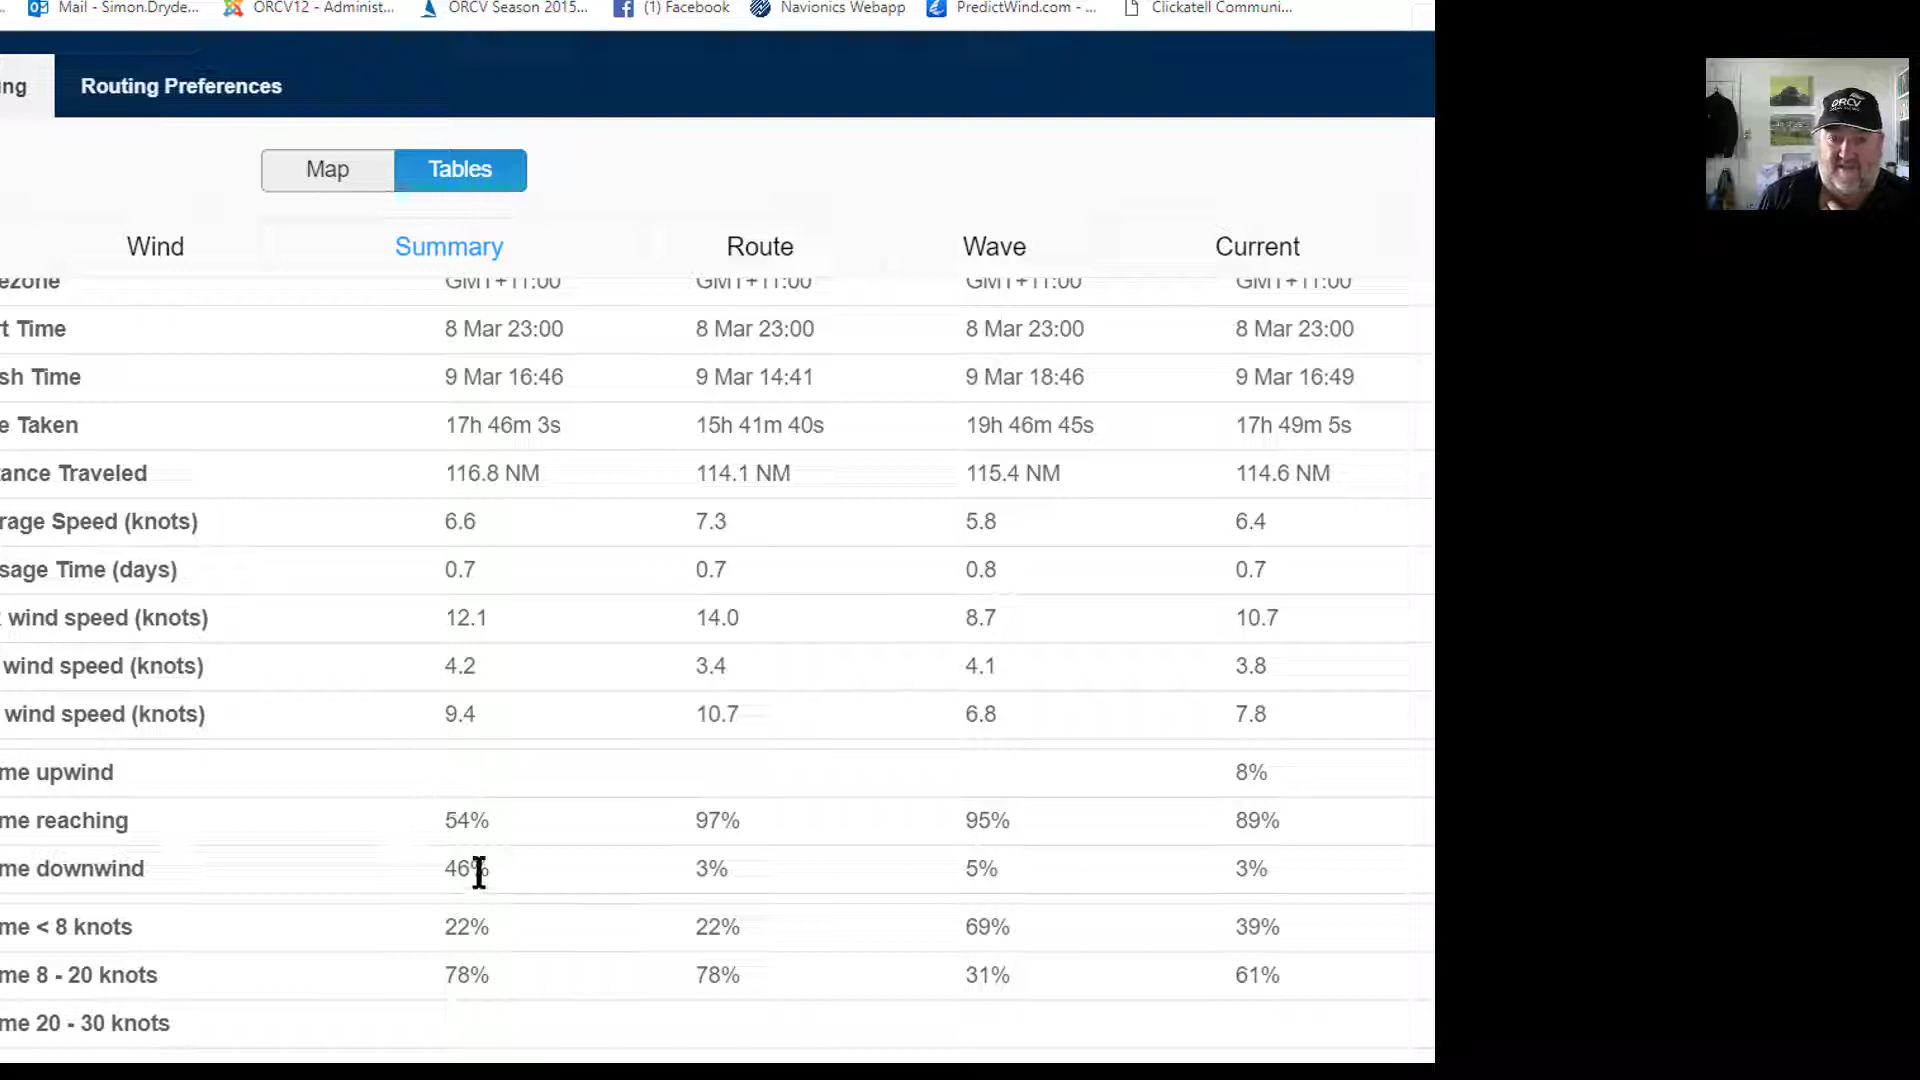 Mail - Simon.Dryde... ORCV12 - Administ... ORCV Season 2015... (1) Facebook Navionics Webapp PredictWind.com - ... Clickatell Communi...
ng Routing Preferences
Map Tables
Wind Summary Route Wave Current
ezone GMT+11:00 GMT+11:00 GMT+11:00 GMT+11:00
rt Time 8 Mar 23:00 8 Mar 23:00 8 Mar 23:00 8 Mar 23:00
sh Time 9 Mar 16:46 9 Mar 14:41 9 Mar 18:46 9 Mar 16:49
e Taken 17h 46m 3s 15h 41m 40s 19h 46m 45s 17h 49m 5s
tance Traveled 116.8 NM 114.1 NM 115.4 NM 114.6 NM
rage Speed (knots) 6.6 7.3 5.8 6.4
sage Time (days) 0.7 0.7 0.8 0.7
wind speed (knots) 12.1 14.0 8.7 10.7
wind speed (knots) 4.2 3.4 4.1 3.8
wind speed (knots) 9.4 10.7 6.8 7.8
me upwind 8%
me reaching 54% 97% 95% 89%
me downwind 46% 3% 5% 3%
me < 8 knots 22% 22% 69% 39%
me 8 - 20 knots 78% 78% 31% 61%
me 20 - 30 knots
ORCV